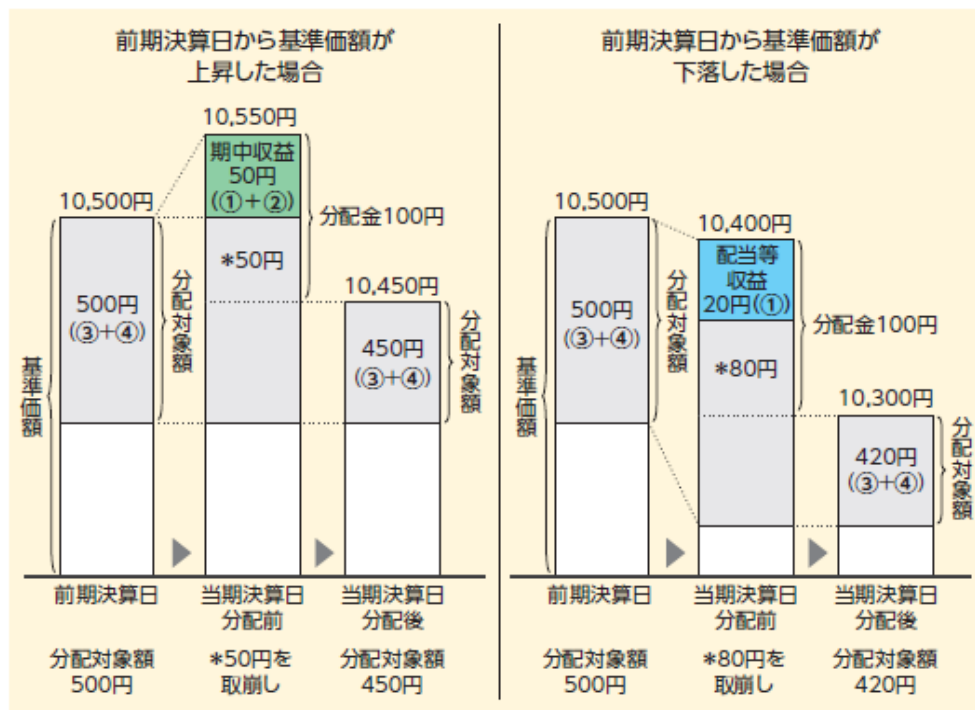 前期決算日から基準価額が
上昇した場合
10,550円
期中収益
50円
(①＋②)
10,500円
分配金100円
*50円
10,450円
500円
(③+④)
分配対象額
450円
(③+④)
分配対象額
基準価額
前期決算日
当期決算日
分配前
当期決算日
分配後
分配対象額
500円
*50円を
取崩し
分配対象額
450円
前期決算日から基準価額が
下落した場合
10,500円
10,400円
配当等
収益
20円(①)
500円
(③+④)
分配対象額
分配金100円
*80円
10,300円
基準価額
420円
(③+④)
分配対象額
前期決算日
当期決算日
分配前
当期決算日
分配後
分配対象額
500円
*80円を
取崩し
分配対象額
420円